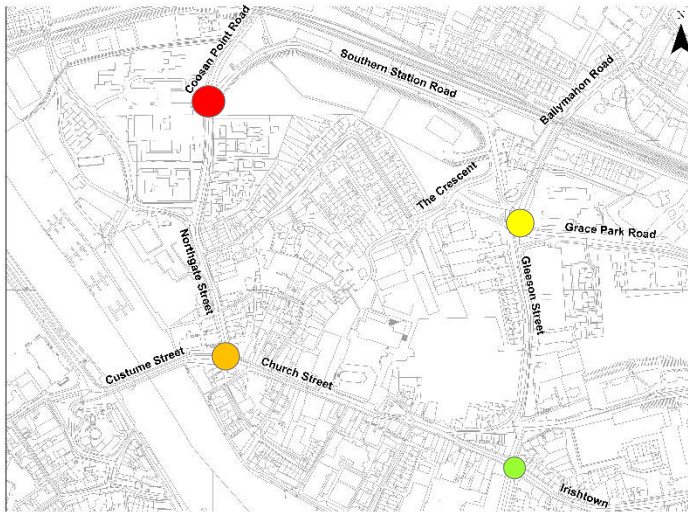 N
Coosan Point Road
Southern Station Road
Ballymahon Road
The Crescent
Grace Park Road
Northgate Street
Gleeson Street
Custume Street
Church Street
Irishtown